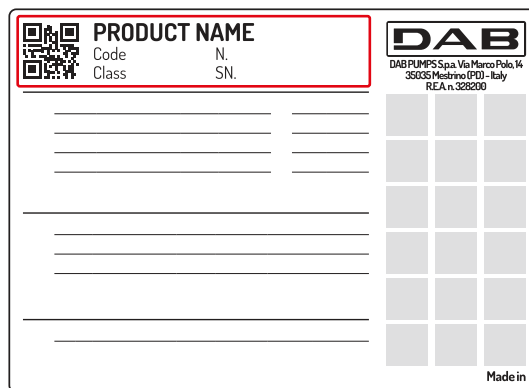 PRODUCT NAME
Code N.
Class SN.
DAB
DAB PUMPS S.p.a. Via Marco Polo, 14
35035 Mestrino (PD) - Italy
R.E.A. n. 328200
Made in